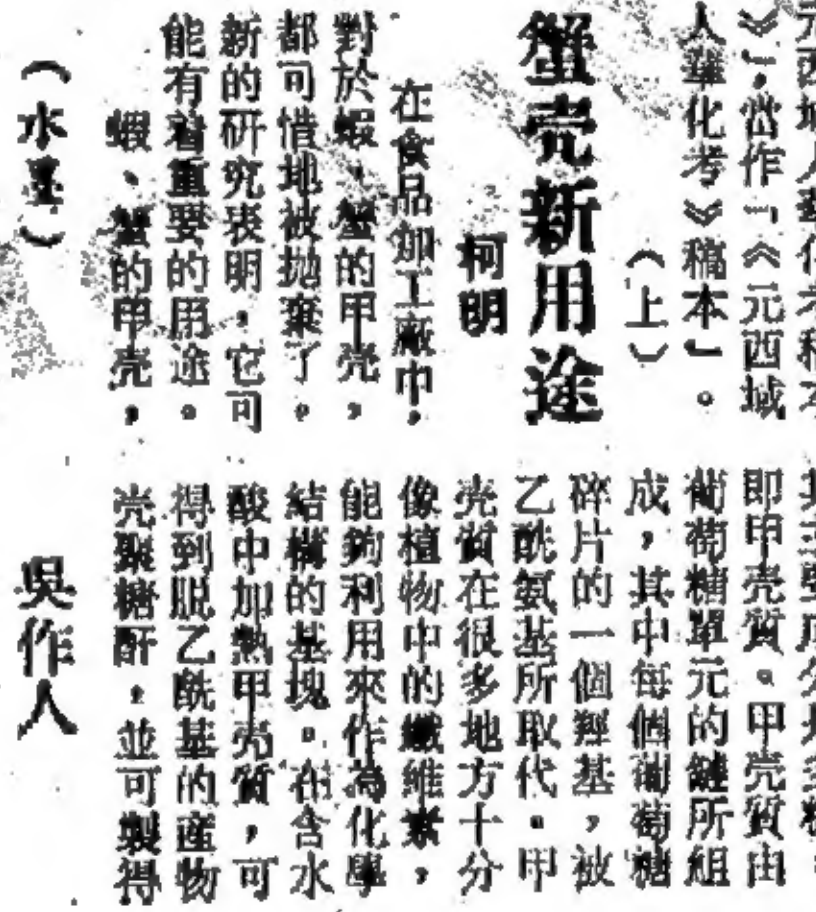 》」，當作「《元西域
人華化考》稿本」。
（上）
蟹壳新用途
柯明
在食品加工廠中，
對於蝦、蟹的甲壳，
都可惜地被拋棄了。
新的研究表明，它可
能有着重要的用途。
蝦、蟹的甲壳，
即甲壳質。甲壳質由
葡萄糖單元的鏈所組
成，其中每個葡萄糖
碎片的一個羥基，被
乙酰氨基所取代。甲
壳質在很多地方十分
像植物中的纖維素，
能夠利用來作為化學
結構的基塊。在含水
酸中加熱甲壳質，可
得到脫乙酰基的產物
壳聚糖酐，並可製得
（水墨）
吳作人